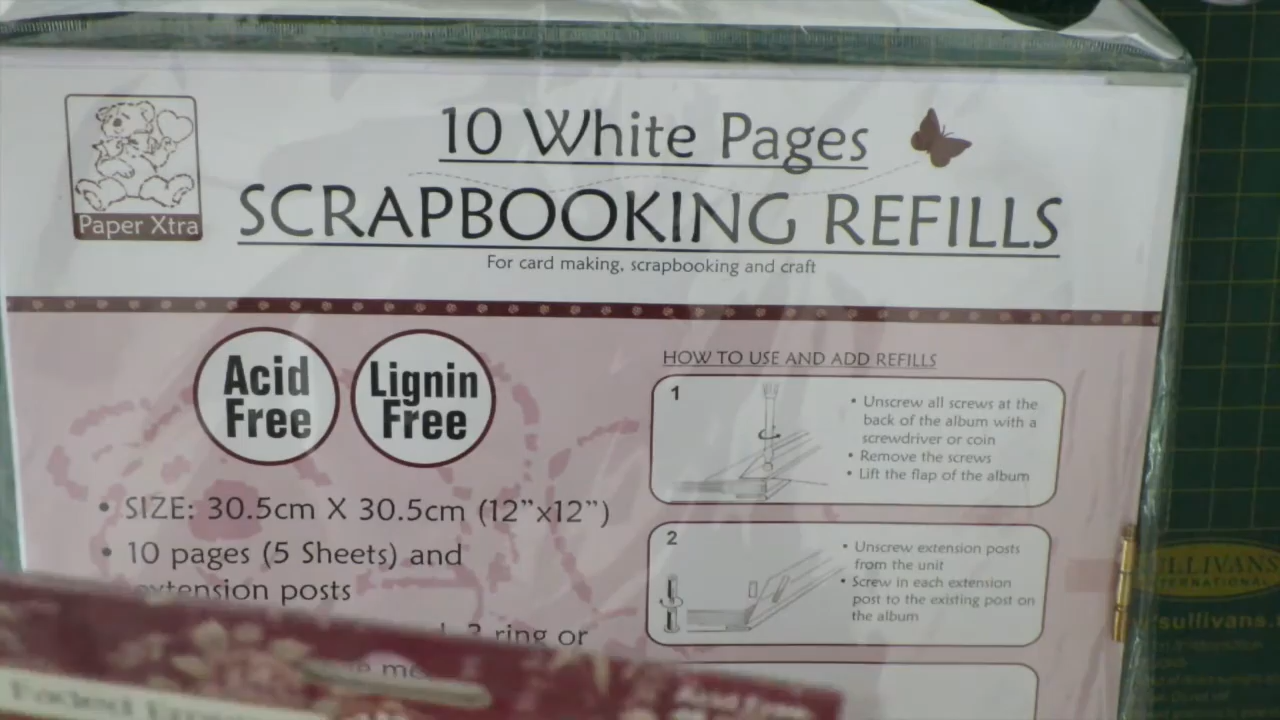 10 White Pages
SCRAPBOOKING REFILLS
For card making, scrapbooking and craft
Paper Xtra
Acid
Free
Lignin
Free
• SIZE: 30.5cm X 30.5cm (12”x12”)
• 10 pages (5 Sheets) and
extension posts
3 ring or
HOW TO USE AND ADD REFILLS
1
• Unscrew all screws at the
back of the album with a
screwdriver or coin
• Remove the screws
• Lift the flap of the album
2
• Unscrew extension posts
from the unit
• Screw in each extension
post to the existing post on
the album